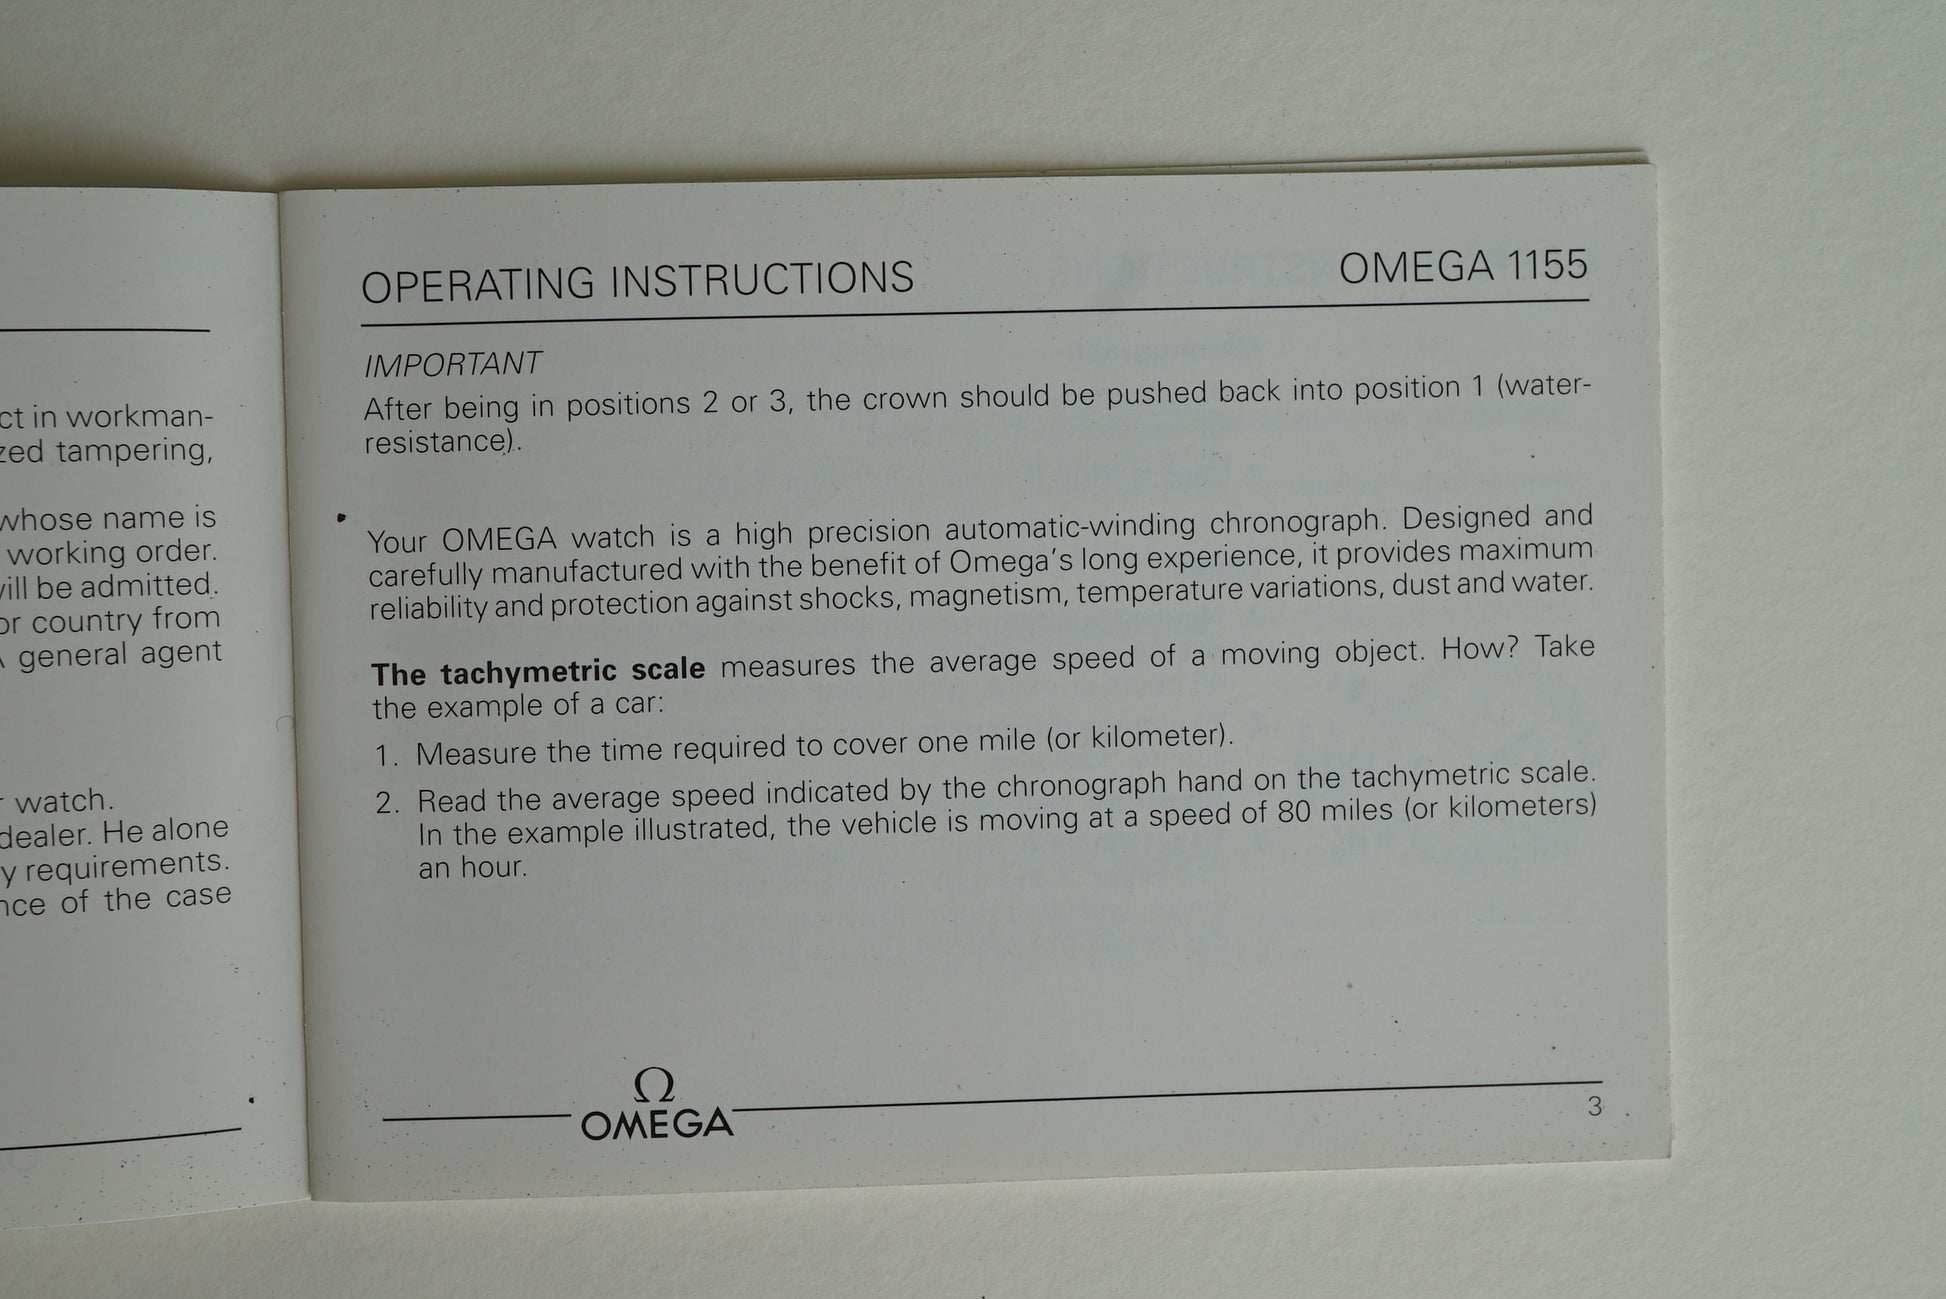 ct in workman-
zed tampering,
whose name is
working order.
will be admitted.
or country from
general agent
watch.
dealer. He alone
y requirements.
nce of the case
OPERATING INSTRUCTIONS
OMEGA 1155
IMPORTANT
After being in positions 2 or 3, the crown should be pushed back into position 1 (water-
resistance).
Your OMEGA watch is a high precision automatic-winding chronograph. Designed and
carefully manufactured with the benefit of Omega's long experience, it provides maximum
reliability and protection against shocks, magnetism, temperature variations, dust and water.
The tachymetric scale measures the average speed of a moving object. How? Take
the example of a car:
1. Measure the time required to cover one mile (or kilometer).
2. Read the average speed indicated by the chronograph hand on the tachymetric scale.
In the example illustrated, the vehicle is moving at a speed of 80 miles (or kilometers)
an hour.
Ω
OMEGA
3